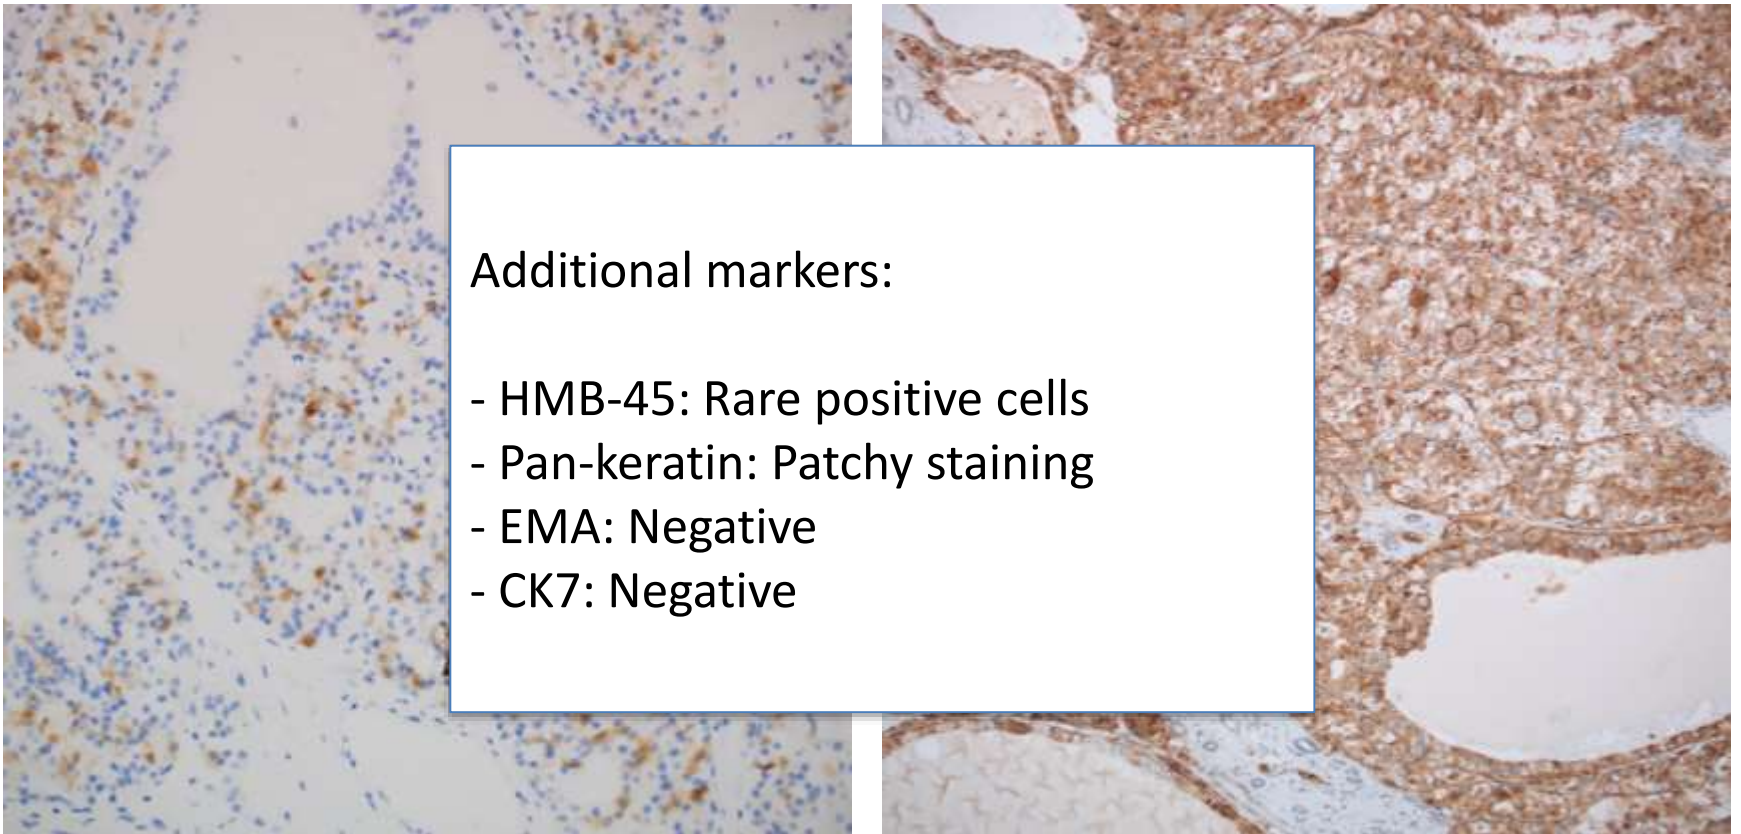 Additional markers:
- HMB-45: Rare positive cells
- Pan-keratin: Patchy staining
- EMA: Negative
- CK7: Negative